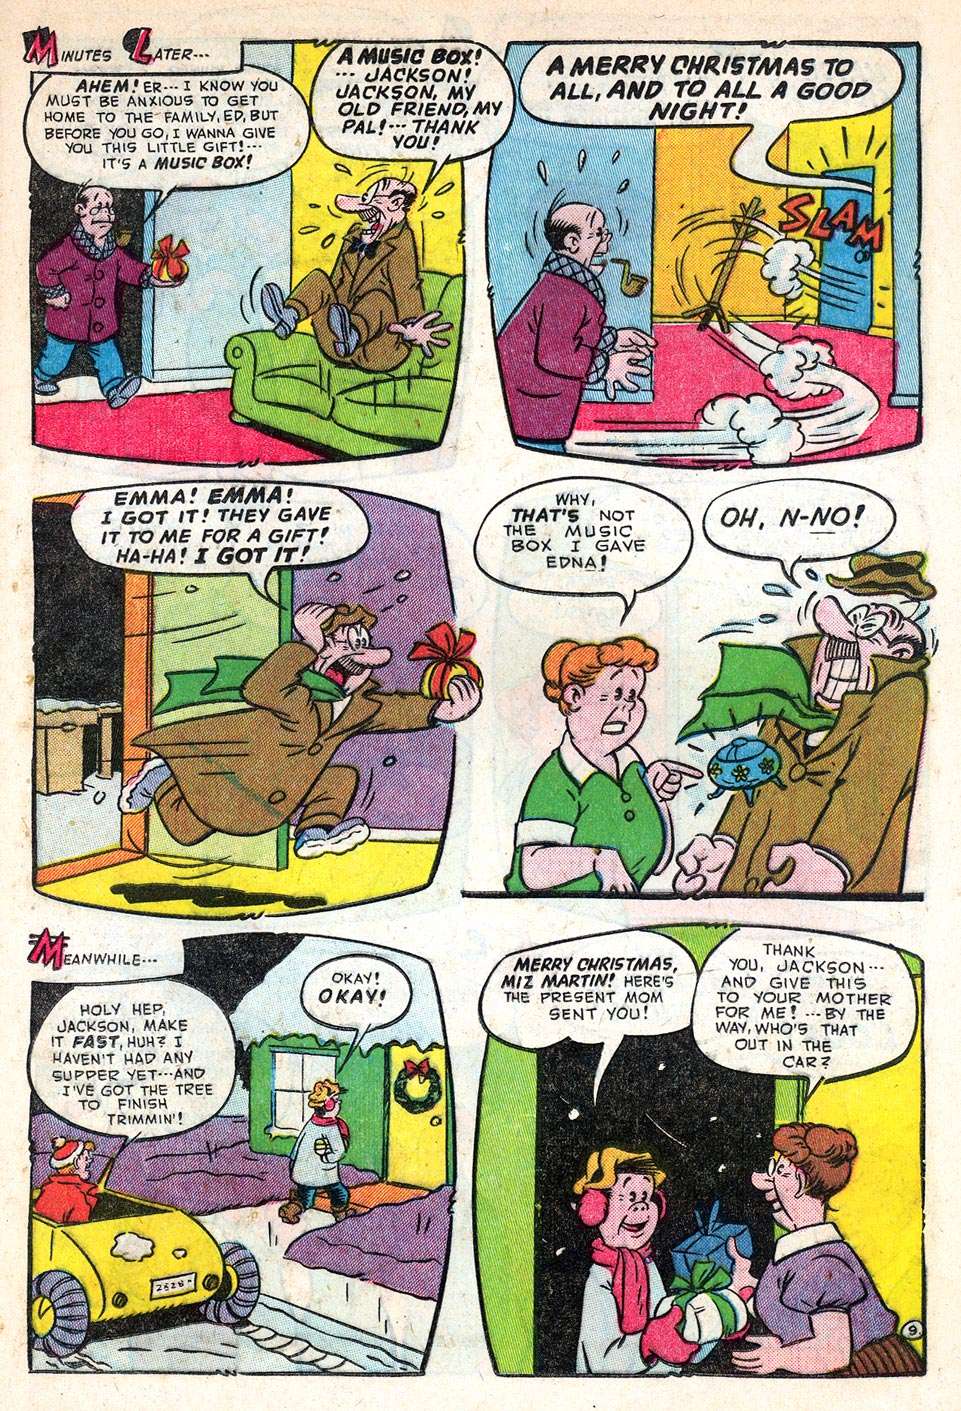 MINUTES LATER---
AHEM! ER--- I KNOW YOU
MUST BE ANXIOUS TO GET
HOME TO THE FAMILY, ED, BUT
BEFORE YOU GO, I WANNA GIVE
YOU THIS LITTLE GIFT!---
IT'S A MUSIC BOX!
A MUSIC BOX!
--- JACKSON!
JACKSON, MY
OLD FRIEND, MY
PAL!--- THANK
YOU!
A MERRY CHRISTMAS TO
ALL, AND TO ALL A GOOD
NIGHT!
SLAM
EMMA! EMMA!
I GOT IT! THEY GAVE
IT TO ME FOR A GIFT!
HA-HA! I GOT IT!
WHY,
THAT'S NOT
THE MUSIC
BOX I GAVE
EDNA!
OH, N-NO!
MEANWHILE---
HOLY HEP,
JACKSON, MAKE
IT FAST, HUH? I
HAVEN'T HAD ANY
SUPPER YET---AND
I'VE GOT THE TREE
TO FINISH
TRIMMIN'!
OKAY!
OKAY!
MERRY CHRISTMAS,
MIZ MARTIN! HERE'S
THE PRESENT MOM
SENT YOU!
THANK
YOU, JACKSON---
AND GIVE THIS
TO YOUR MOTHER
FOR ME! ---BY THE
WAY, WHO'S THAT
OUT IN THE
CAR?
9